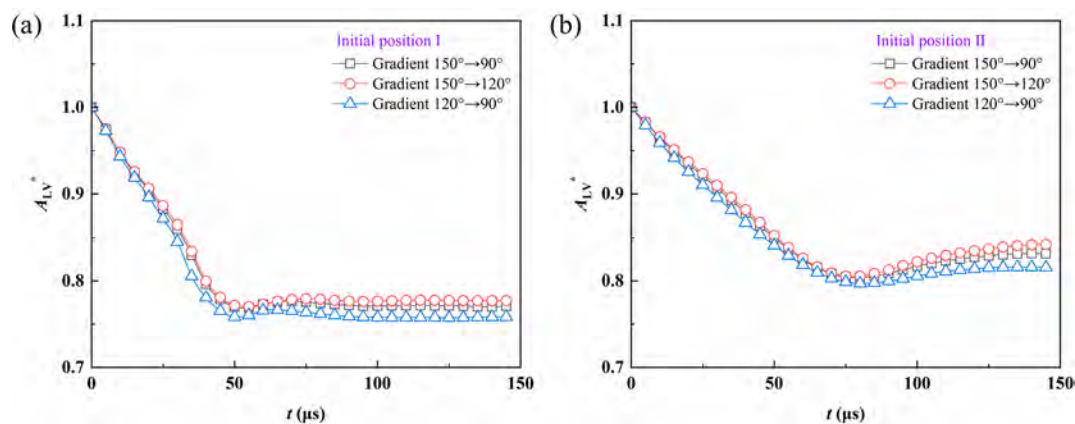 (a)
1.1
1.0
0.9
0.8
0.7
A_LV*
0
50
100
150
t (μs)
Initial position I
Gradient 150°→90°
Gradient 150°→120°
Gradient 120°→90°
(b)
1.1
1.0
0.9
0.8
0.7
A_LV*
0
50
100
150
t (μs)
Initial position II
Gradient 150°→90°
Gradient 150°→120°
Gradient 120°→90°